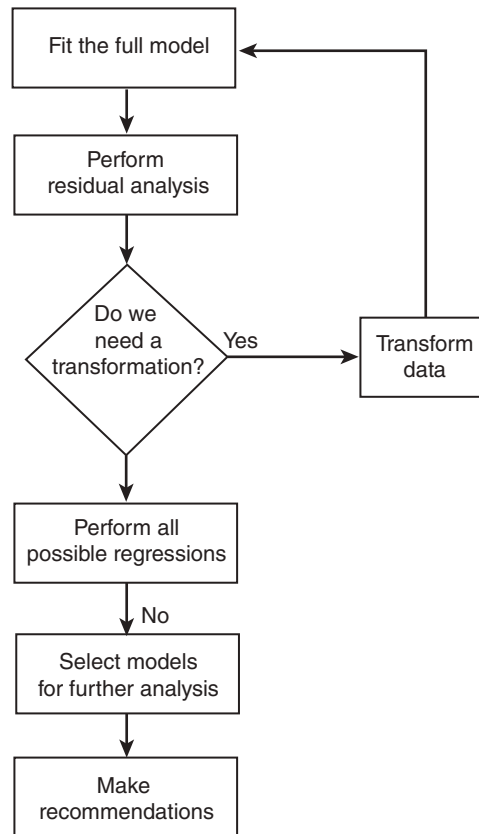 Fit the full model
Perform
residual analysis
Do we
need a
transformation?
Yes
Transform
data
Perform all
possible regressions
No
Select models
for further analysis
Make
recommendations